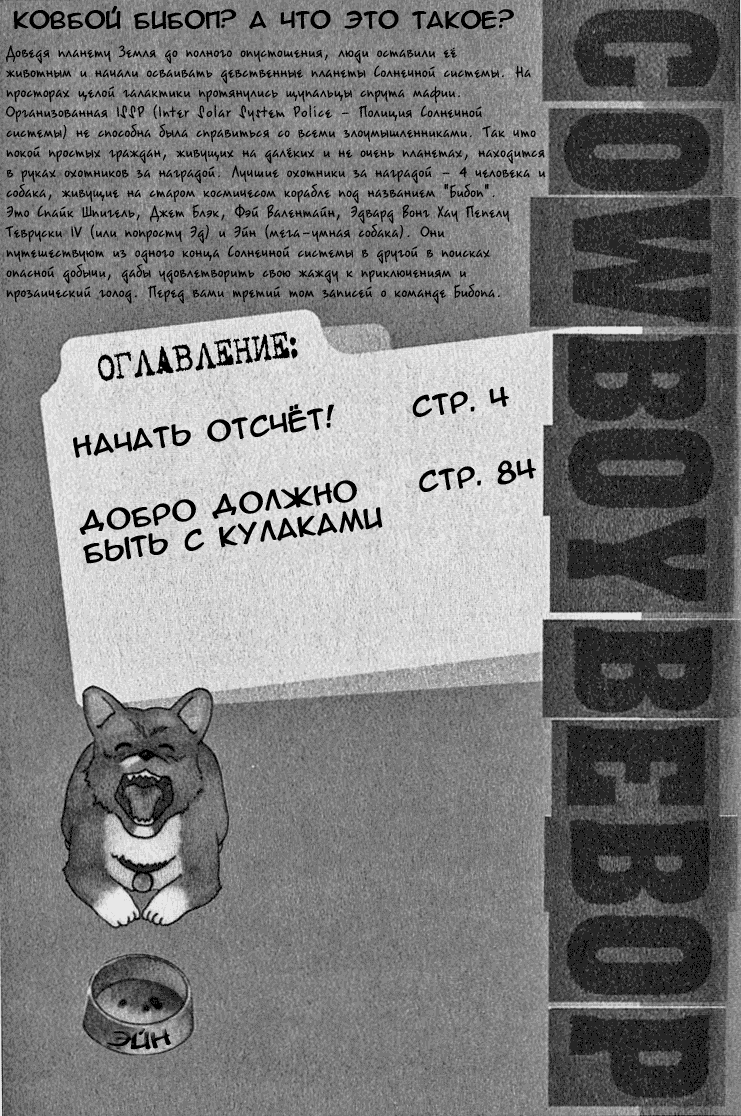 КОВБОЙ БИБОП? А ЧТО ЭТО ТАКОЕ?
Доведя планету Земля до полного опустошения, люди оставили её
животным и начали осваивать девственные планеты Солнечной системы. На
просторах целой галактики протянулись щупальцы спрута мафии.
Организованная ISSP (Inter Solar System Police – Полиция Солнечной
системы) не способна была справиться со всеми злоумышленниками. Так что
покой простых граждан, живущих на далёких и не очень планетах, находится
в руках охотников за наградой. Лучшие охотники за наградой – 4 человека и
собака, живущие на старом космичесом корабле под названием "Бибоп".
Это Спайк Шпигель, Джет Блэк, Фэй Валентайн, Эдвард Вонг Хау Пепелу
Тевруски IV (или попросту Эд) и Эйн (мега-умная собака). Они
путешествуют из одного конца Солнечной системы в другой в поисках
опасной добычи, дабы удовлетворить свою жажду к приключениям и
прозаический голод. Перед вами третий том записей о команде Бибопа.
ОГЛАВЛЕНИЕ:
НАЧАТЬ ОТСЧЁТ! СТР. 4
ДОБРО ДОЛЖНО СТР. 84
БЫТЬ С КУЛАКАМИ
ЭЙН
COWBOY BEBOP